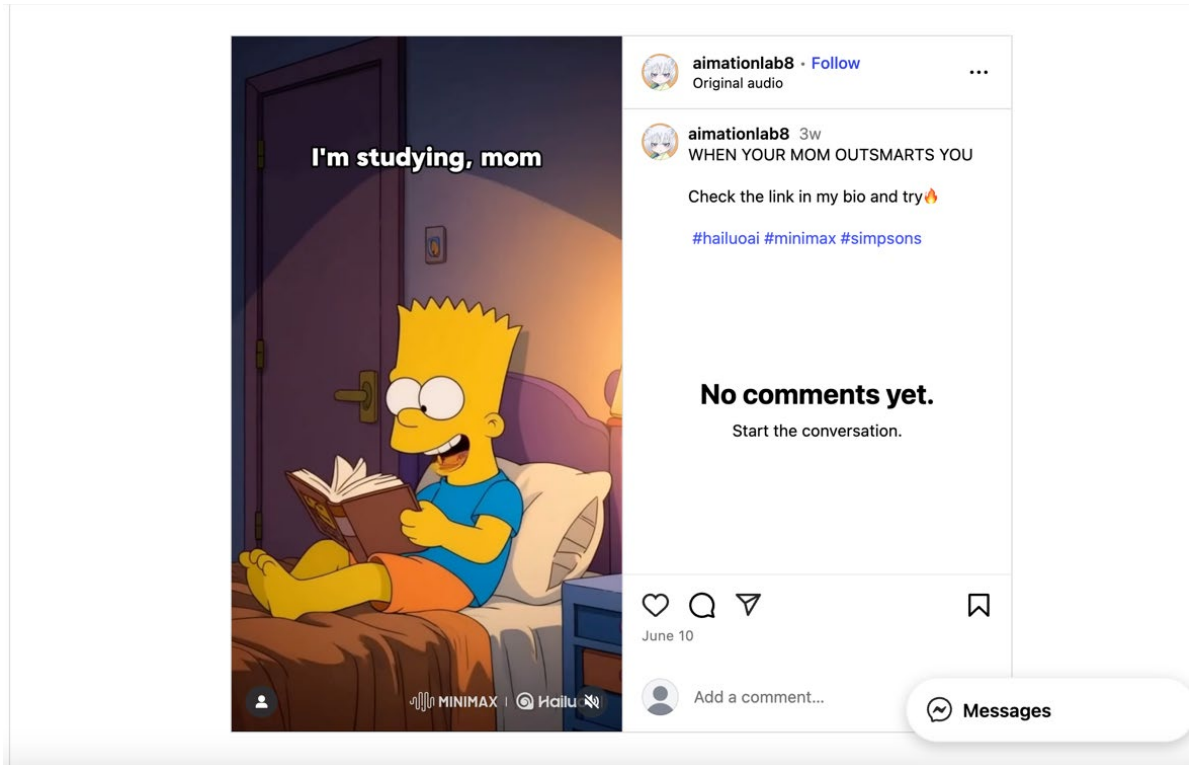 I'm studying, mom
MINIMAX | Hailu
aimationlab8 · Follow
Original audio
aimationlab8 3w
WHEN YOUR MOM OUTSMARTS YOU
Check the link in my bio and try🔥
#hailuoai #minimax #simpsons
No comments yet.
Start the conversation.
June 10
Add a comment...
Messages